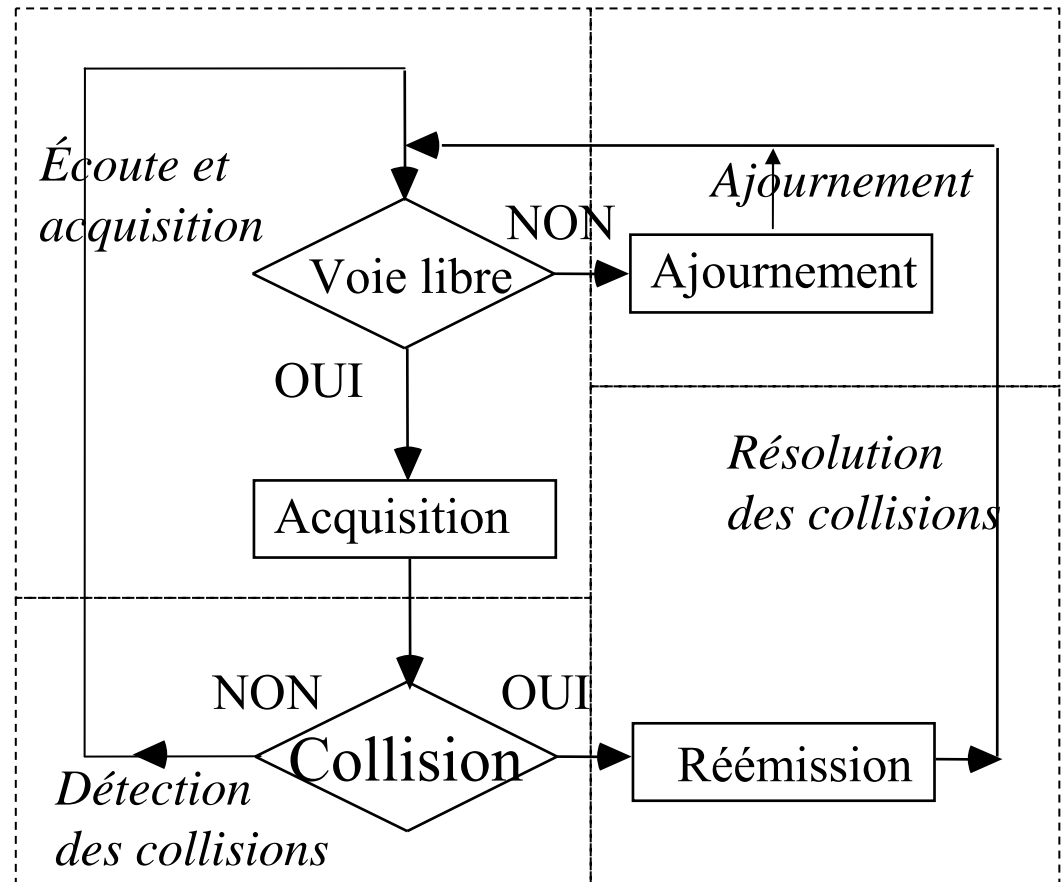 Écoute et
acquisition
Ajournement
NON
Voie libre
Ajournement
OUI
Résolution
des collisions
Acquisition
NON
OUI
Collision
Réémission
Détection
des collisions